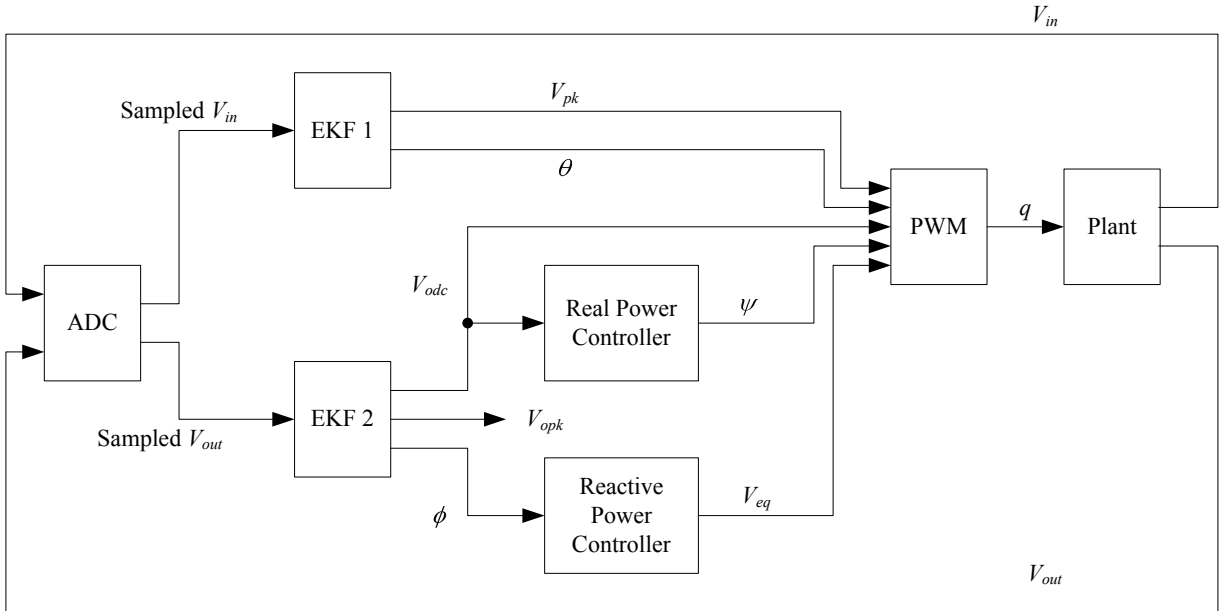 V_in
Sampled V_in
EKF 1
V_pk
θ
PWM
q
Plant
ADC
V_odc
Real Power
Controller
ψ
Sampled V_out
EKF 2
V_opk
ϕ
Reactive
Power
Controller
V_eq
V_out